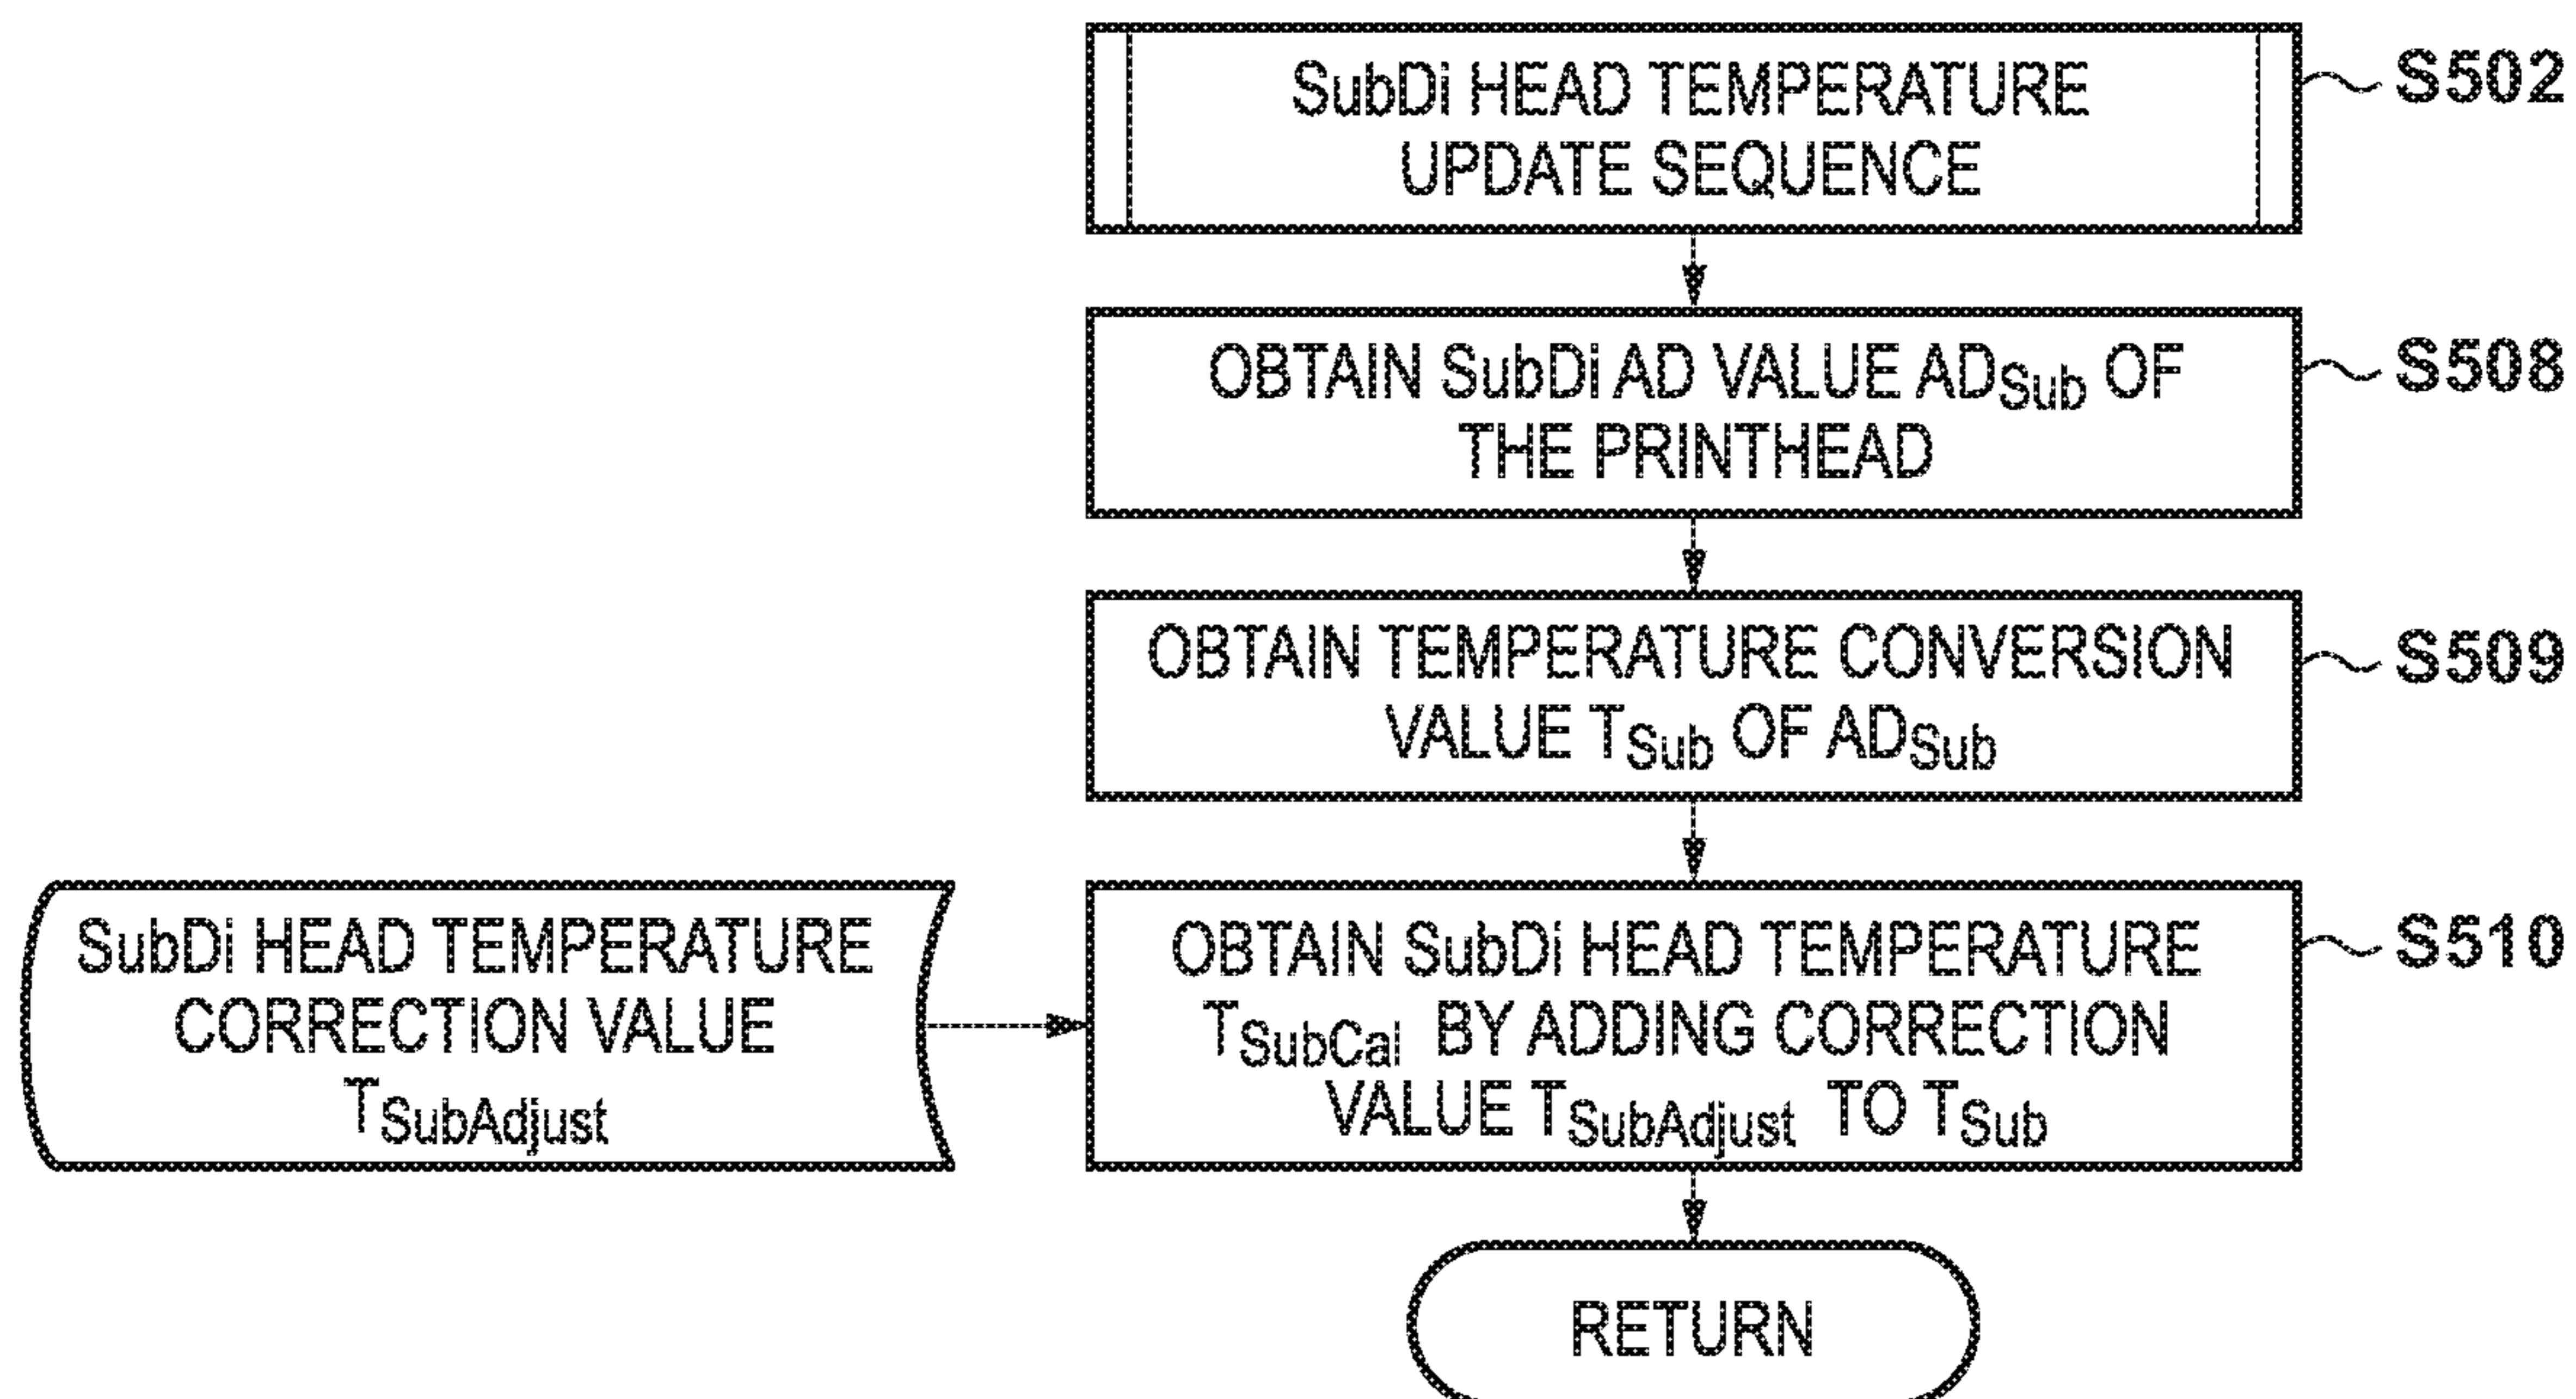 SubDi HEAD TEMPERATURE
UPDATE SEQUENCE
S502
OBTAIN SubDi AD VALUE ADSub OF
THE PRINTHEAD
S508
OBTAIN TEMPERATURE CONVERSION
VALUE TSub OF ADSub
S509
SubDi HEAD TEMPERATURE
CORRECTION VALUE
TSubAdjust
OBTAIN SubDi HEAD TEMPERATURE
TSubCal BY ADDING CORRECTION
VALUE TSubAdjust TO TSub
S510
RETURN